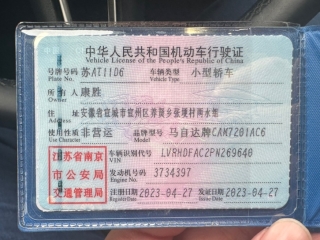 中华人民共和国机动车行驶证
Vehicle License of the People's Republic of China
号牌号码 苏AT11D6 车辆类型 小型轿车
Plate No. Vehicle Type
所有人 康胜
Owner
住址 安徽省宣城市宣州区养贤乡张堤村两水组
Address
使用性质 非营运 品牌型号 马自达牌CAM7201AC6
Use Character Model
江苏省南京 车辆识别代号 LVRHDFAC2PN269640
VIN
市公安局 发动机号码 3734397
Engine No.
交通管理局 注册日期 2023-04-27 发证日期 2023-04-27
Register Date Issue Date